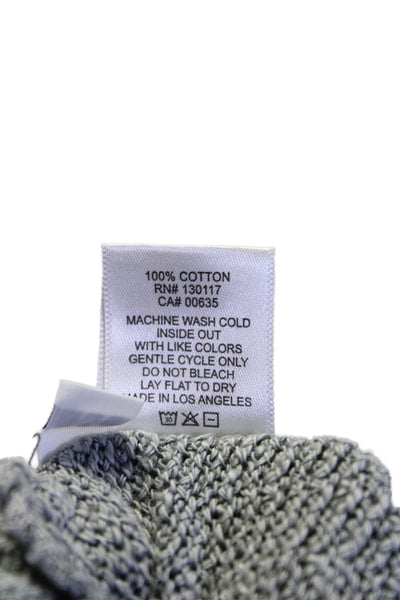 100% COTTON
RN# 130117
CA# 00635
MACHINE WASH COLD
INSIDE OUT
WITH LIKE COLORS
GENTLE CYCLE ONLY
DO NOT BLEACH
LAY FLAT TO DRY
MADE IN LOS ANGELES
30